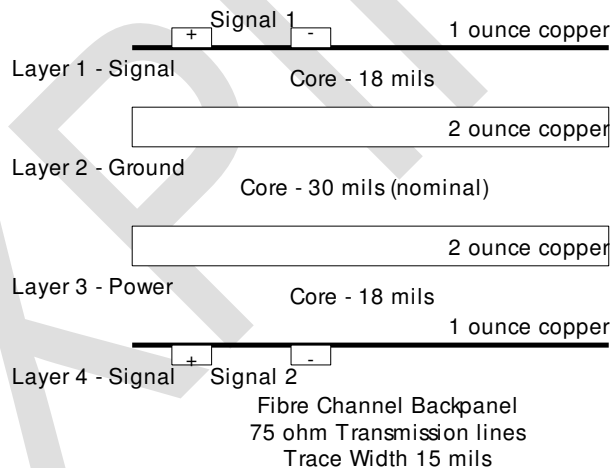 Signal 1
+ -
1 ounce copper
Layer 1 - Signal
Core - 18 mils
2 ounce copper
Layer 2 - Ground
Core - 30 mils (nominal)
2 ounce copper
Layer 3 - Power
Core - 18 mils
1 ounce copper
+ -
Layer 4 - Signal
Signal 2
Fibre Channel Backpanel
75 ohm Transmission lines
Trace Width 15 mils